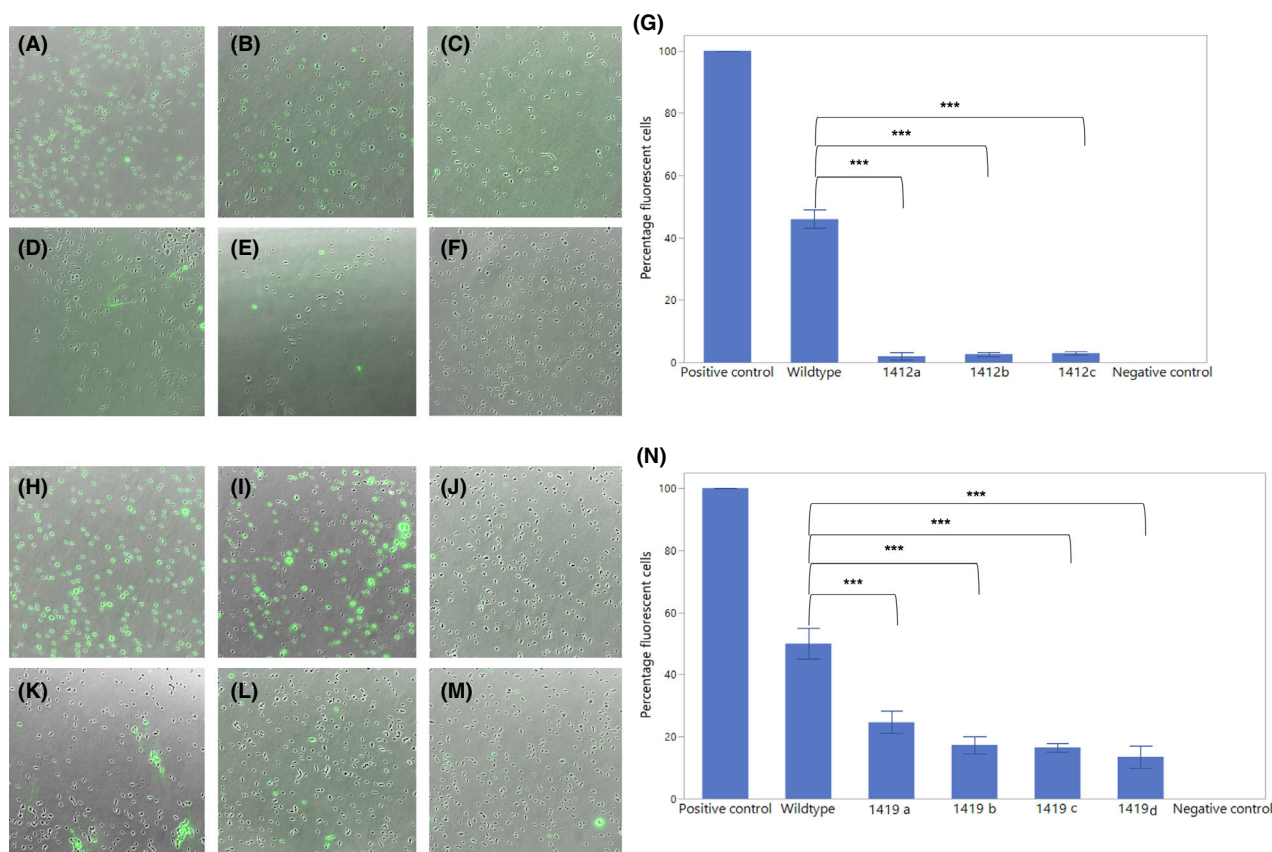 (A)
(B)
(C)
(D)
(E)
(F)
(G)
Percentage fluorescent cells
100
80
60
40
20
0
***
***
***
Positive control Wildtype 1412a 1412b 1412c Negative control
(H)
(I)
(J)
(K)
(L)
(M)
(N)
Percentage fluorescent cells
100
80
60
40
20
0
***
***
***
***
Positive control Wildtype 1419 a 1419 b 1419 c 1419d Negative control